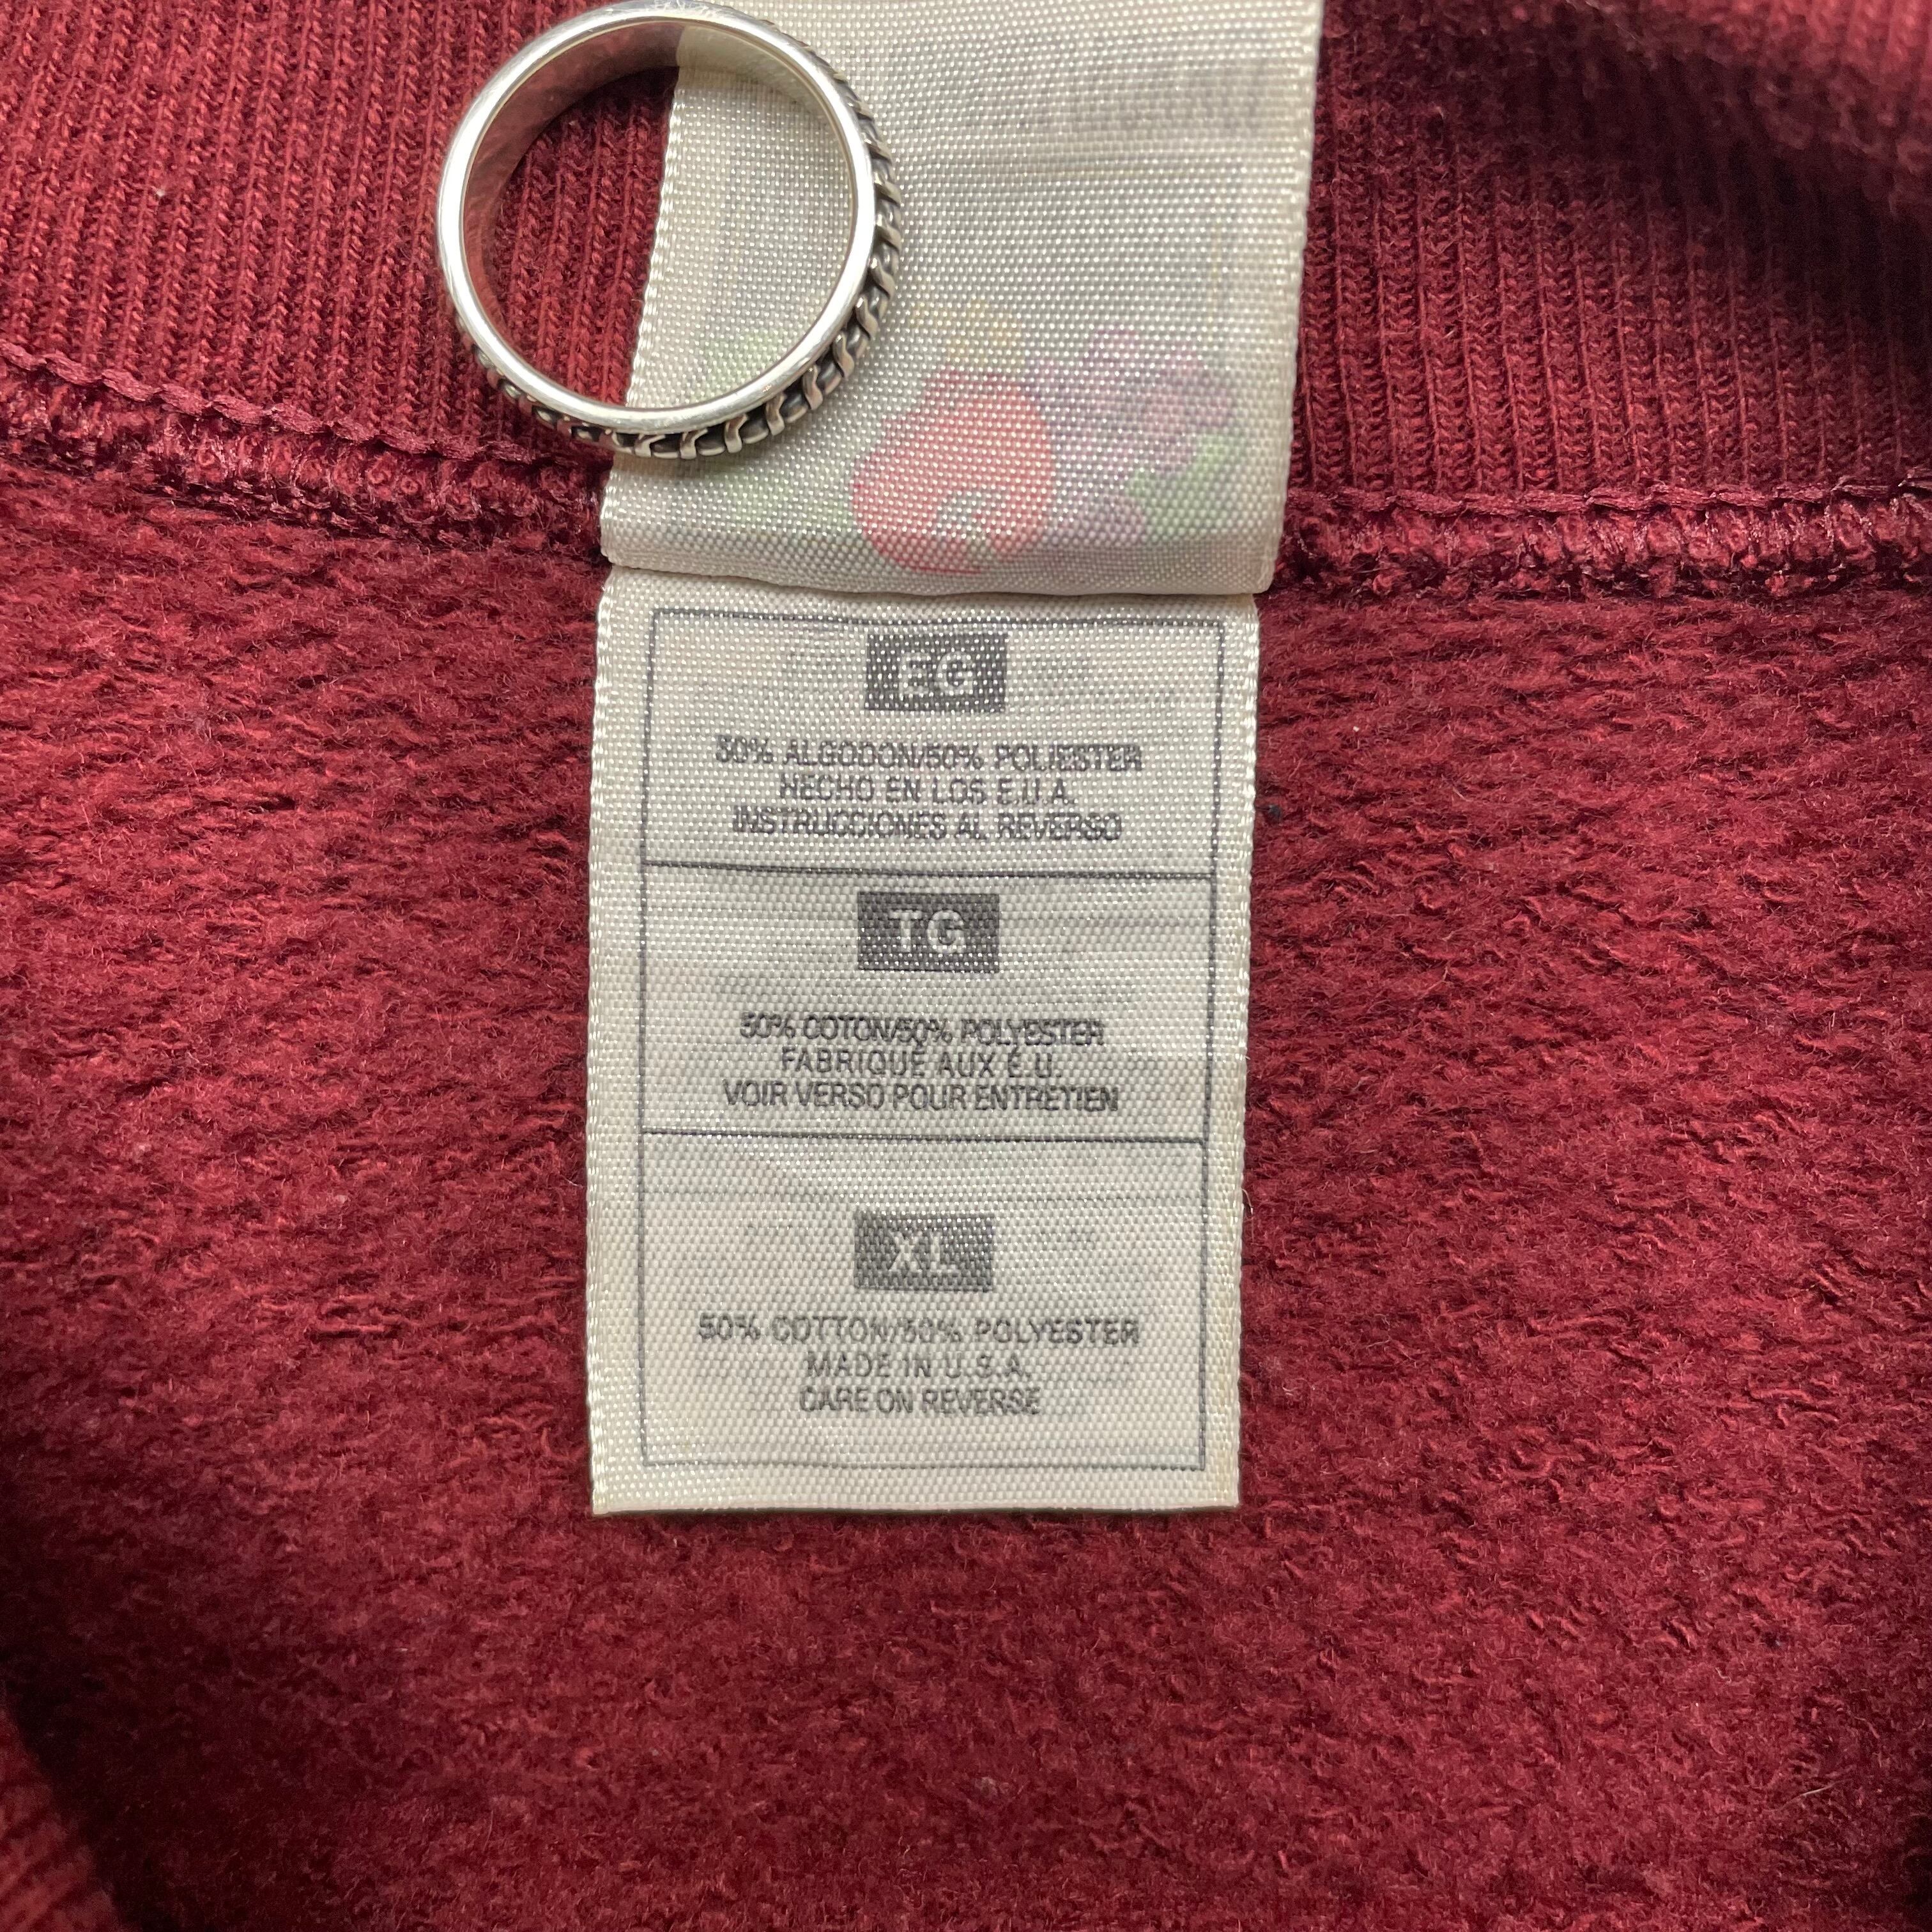 EG
50% ALGODON/50% POLIESTER
HECHO EN LOS E.U.A.
INSTRUCCIONES AL REVERSO
TG
50% COTON/50% POLYESTER
FABRIQUÉ AUX É.U.
VOIR VERSO POUR ENTRETIEN
XL
50% COTTON/50% POLYESTER
MADE IN U.S.A.
CARE ON REVERSE